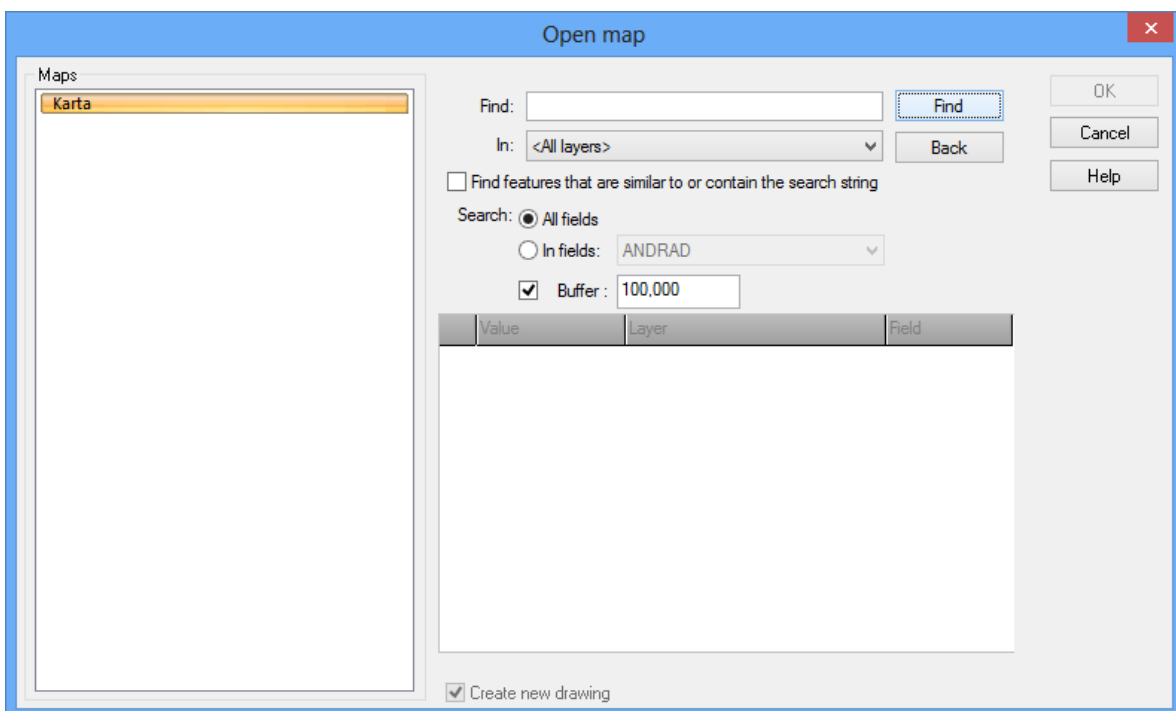 Open map
Maps
Karta
Find:
Find
In: <All layers>
Back
Find features that are similar to or contain the search string
Search: All fields
In fields: ANDRAD
Buffer : 100,000
Value Layer Field
Create new drawing
OK
Cancel
Help